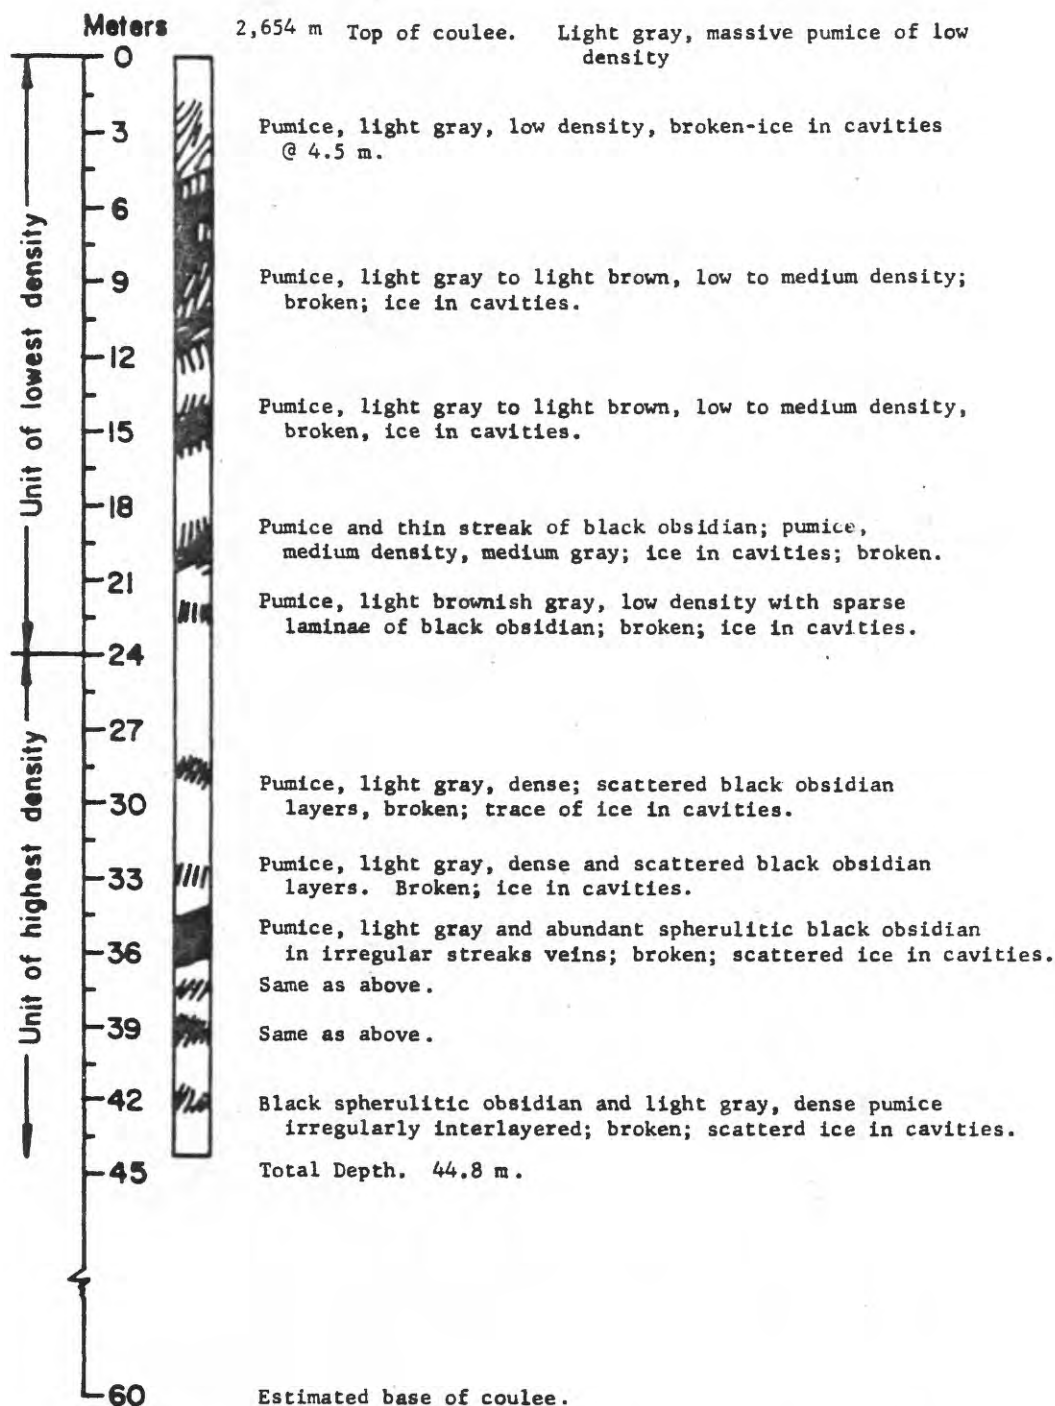 Meters
2,654 m Top of coulee. Light gray, massive pumice of low
density
0
3
Pumice, light gray, low density, broken-ice in cavities
@ 4.5 m.
6
9
Pumice, light gray to light brown, low to medium density;
broken; ice in cavities.
12
Pumice, light gray to light brown, low to medium density,
broken, ice in cavities.
15
18
Pumice and thin streak of black obsidian; pumice,
medium density, medium gray; ice in cavities; broken.
21
Pumice, light brownish gray, low density with sparse
laminae of black obsidian; broken; ice in cavities.
Unit of lowest density
24
27
Pumice, light gray, dense; scattered black obsidian
layers, broken; trace of ice in cavities.
30
Pumice, light gray, dense and scattered black obsidian
layers. Broken; ice in cavities.
33
Pumice, light gray and abundant spherulitic black obsidian
in irregular streaks veins; broken; scattered ice in cavities.
36
Same as above.
39
Same as above.
42
Black spherulitic obsidian and light gray, dense pumice
irregularly interlayered; broken; scatterd ice in cavities.
Unit of highest density
45
Total Depth. 44.8 m.
60
Estimated base of coulee.